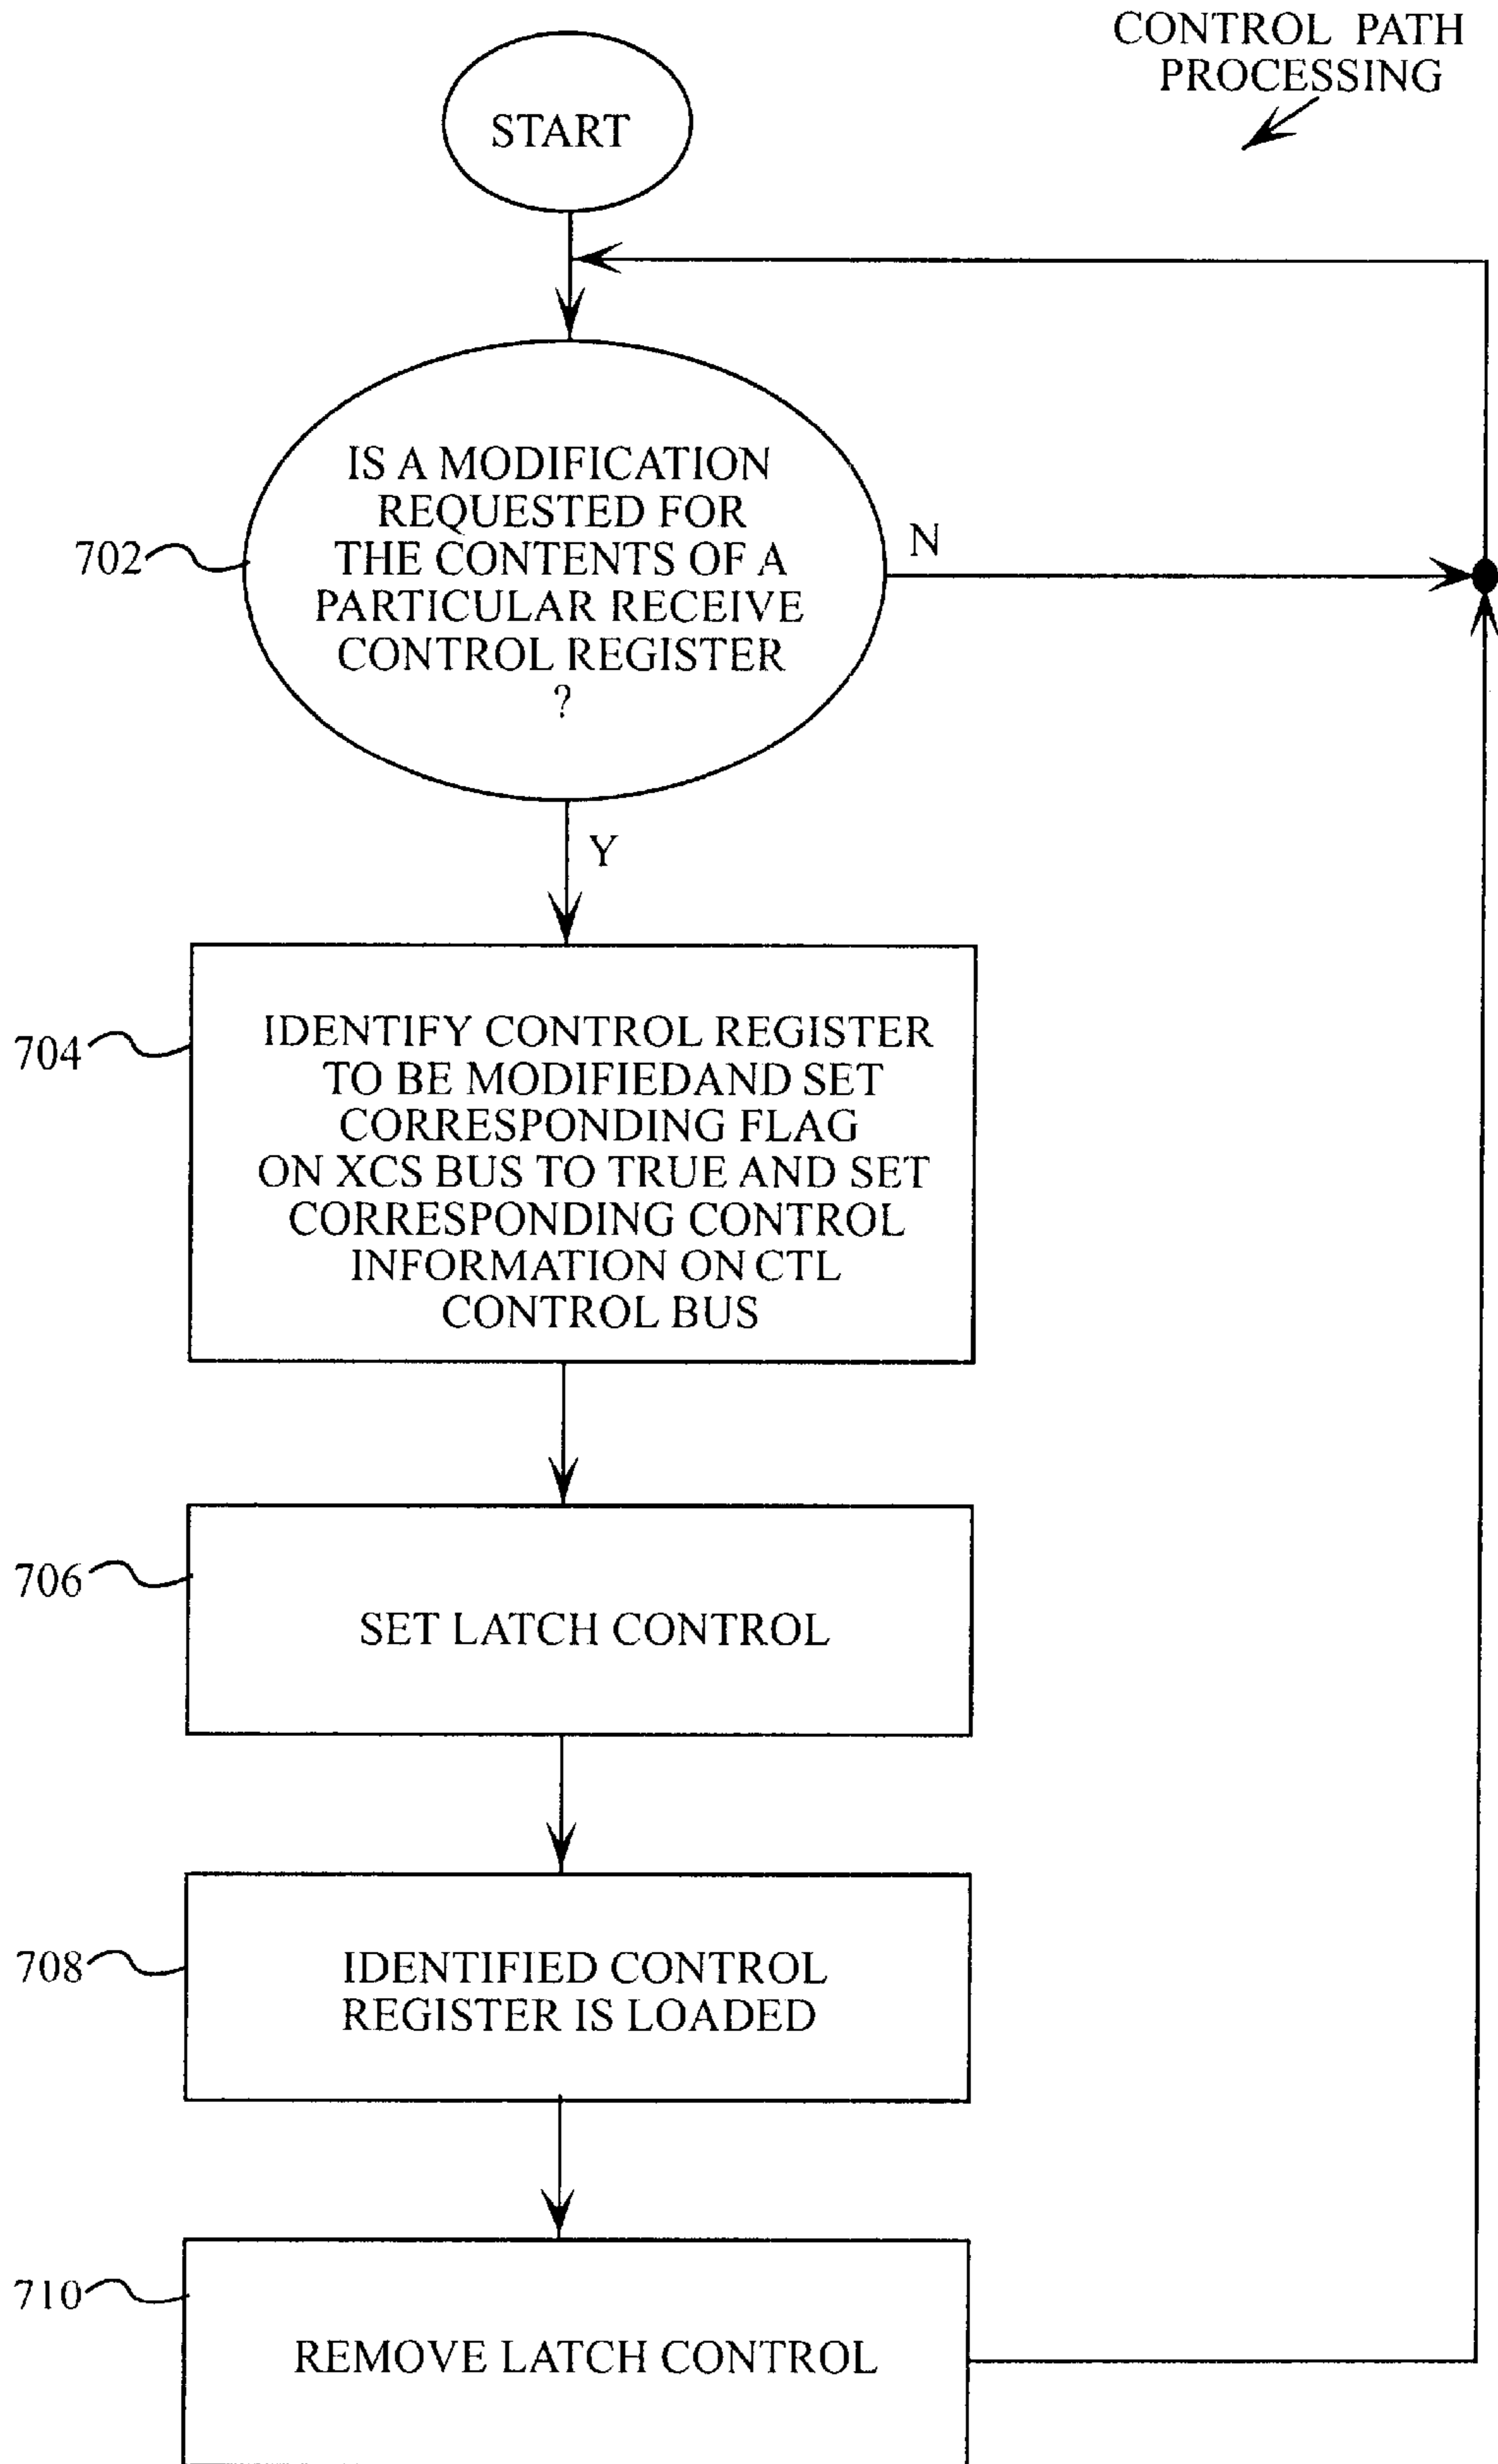 CONTROL PATH
PROCESSING
START
IS A MODIFICATION
REQUESTED FOR
THE CONTENTS OF A
PARTICULAR RECEIVE
CONTROL REGISTER
?
702
N
Y
704
IDENTIFY CONTROL REGISTER
TO BE MODIFIEDAND SET
CORRESPONDING FLAG
ON XCS BUS TO TRUE AND SET
CORRESPONDING CONTROL
INFORMATION ON CTL
CONTROL BUS
706
SET LATCH CONTROL
708
IDENTIFIED CONTROL
REGISTER IS LOADED
710
REMOVE LATCH CONTROL